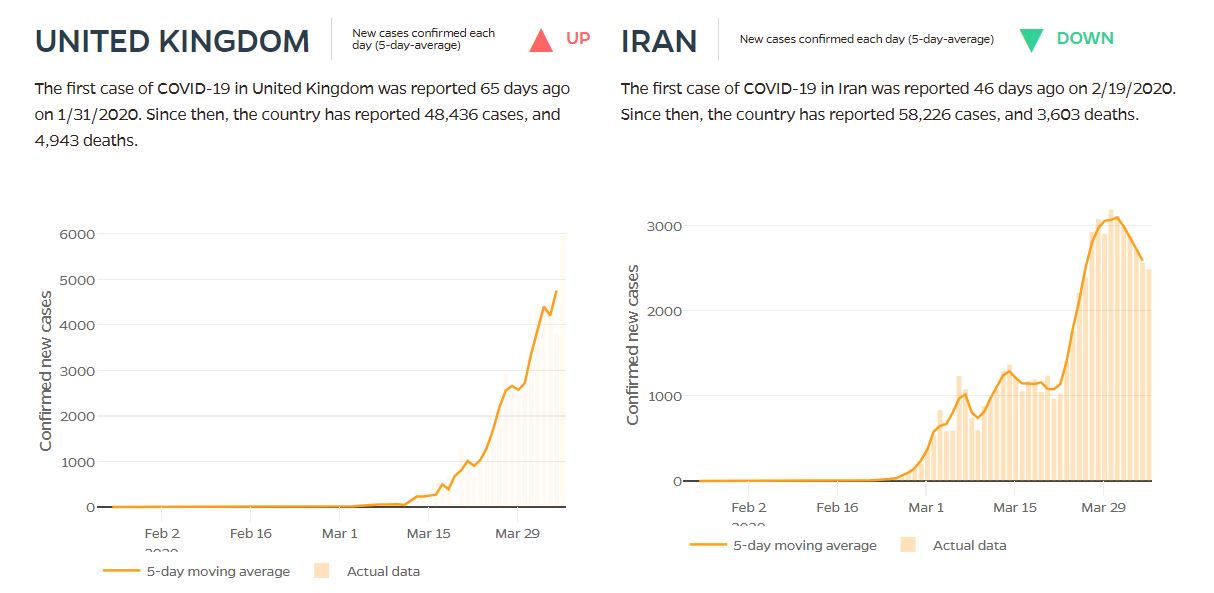 UNITED KINGDOM
New cases confirmed each
day (5-day-average)
UP
The first case of COVID-19 in United Kingdom was reported 65 days ago
on 1/31/2020. Since then, the country has reported 48,436 cases, and
4,943 deaths.
6000
5000
4000
3000
2000
1000
0
Confirmed new cases
Feb 2
2020
Feb 16
Mar 1
Mar 15
Mar 29
5-day moving average
Actual data
IRAN
New cases confirmed each day (5-day-average)
DOWN
The first case of COVID-19 in Iran was reported 46 days ago on 2/19/2020.
Since then, the country has reported 58,226 cases, and 3,603 deaths.
3000
2000
1000
0
Confirmed new cases
Feb 2
2020
Feb 16
Mar 1
Mar 15
Mar 29
5-day moving average
Actual data